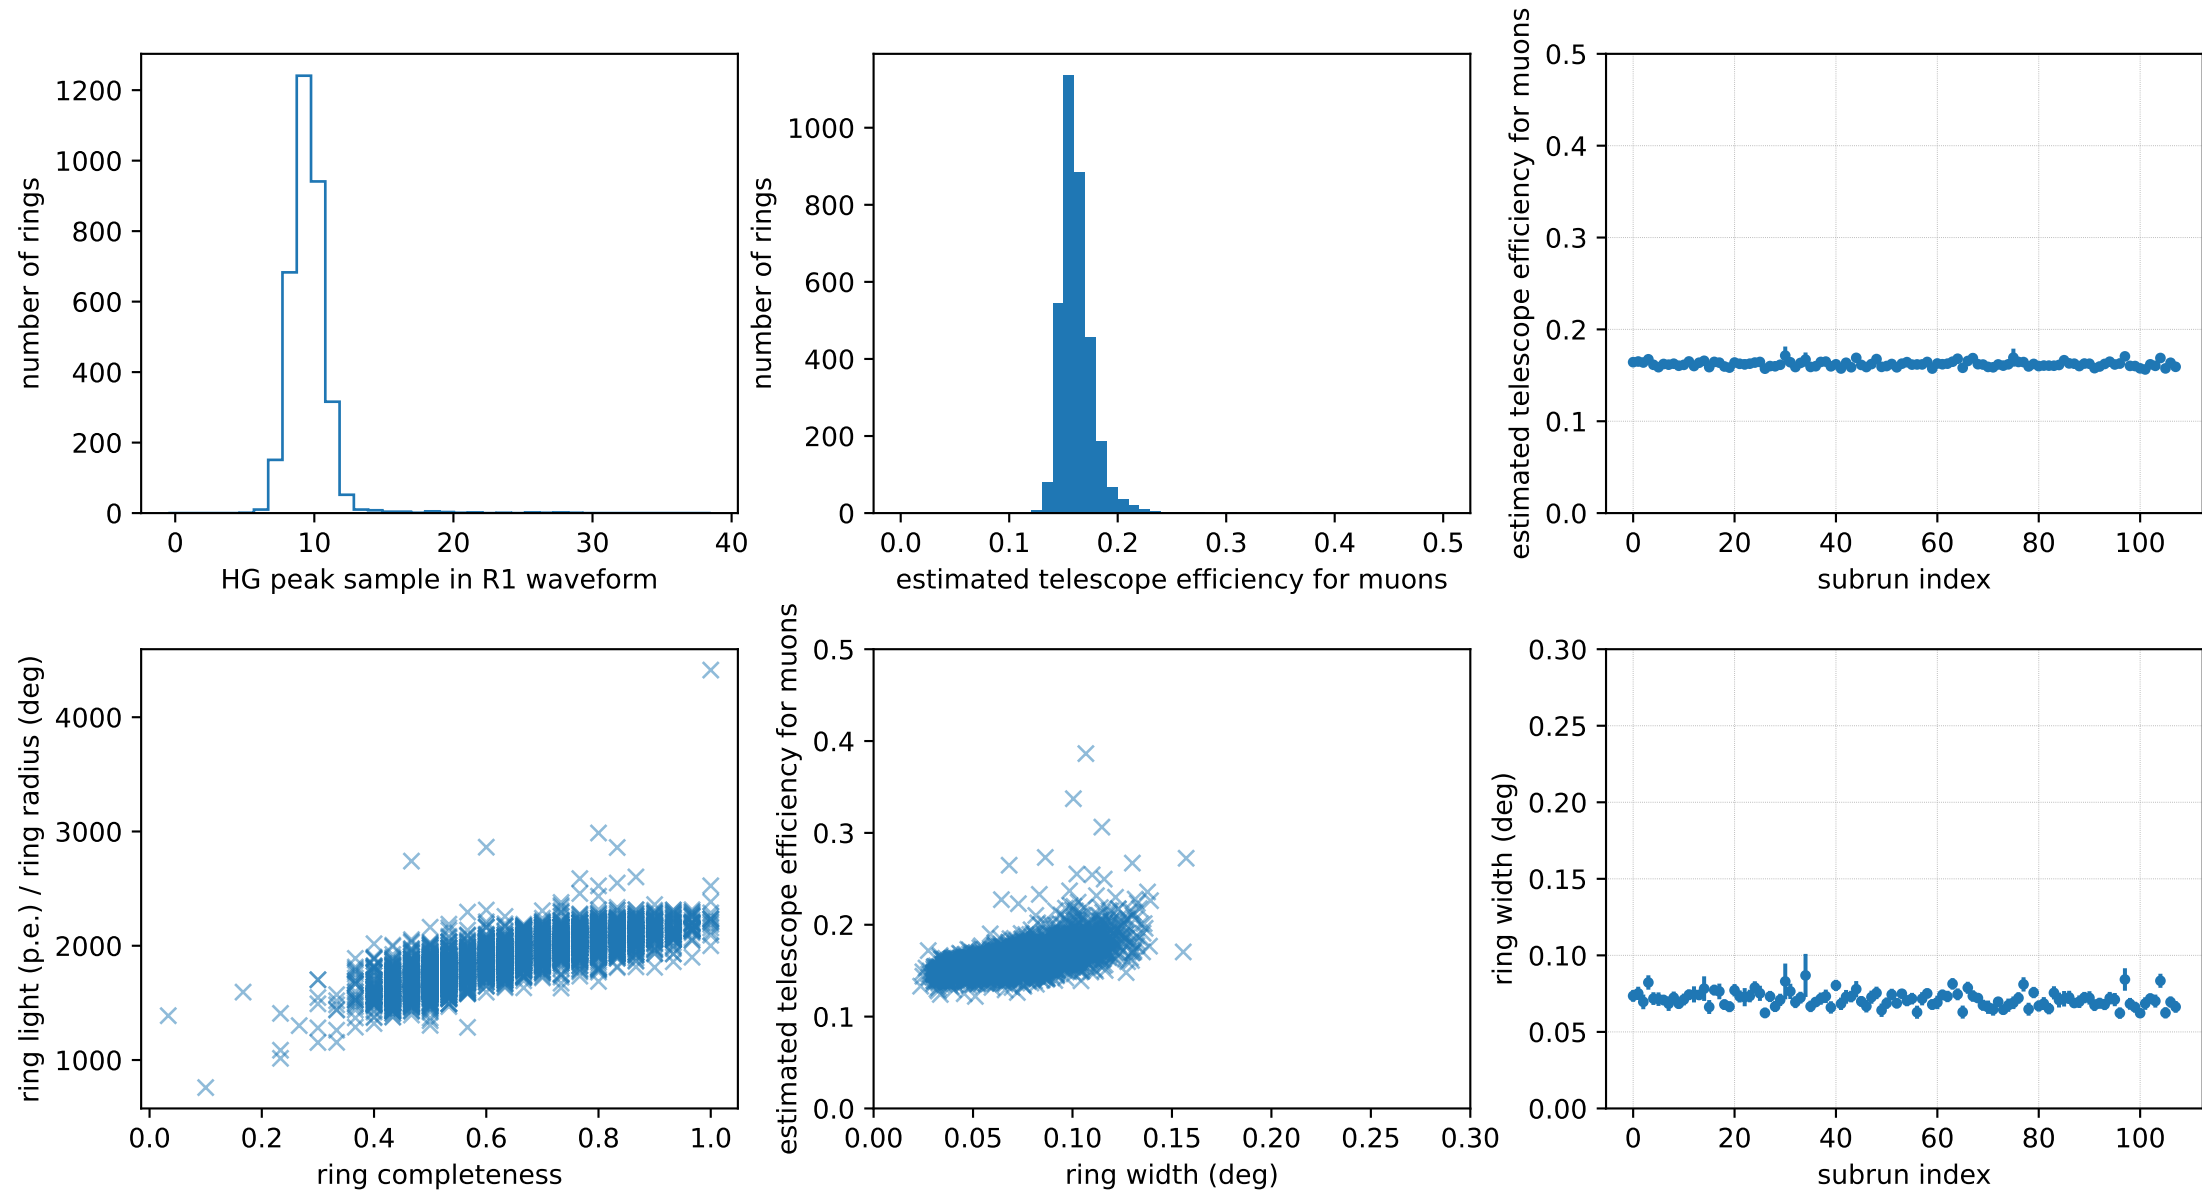 number of rings
1200
1000
800
600
400
200
0
0 10 20 30 40
HG peak sample in R1 waveform
number of rings
1000
800
600
400
200
0
0.0 0.1 0.2 0.3 0.4 0.5
estimated telescope efficiency for muons
estimated telescope efficiency for muons
0.5
0.4
0.3
0.2
0.1
0.0
0 20 40 60 80 100
subrun index
ring light (p.e.) / ring radius (deg)
4000
3000
2000
1000
0.0 0.2 0.4 0.6 0.8 1.0
ring completeness
estimated telescope efficiency for muons
0.5
0.4
0.3
0.2
0.1
0.0
0.00 0.05 0.10 0.15 0.20 0.25 0.30
ring width (deg)
ring width (deg)
0.30
0.25
0.20
0.15
0.10
0.05
0.00
0 20 40 60 80 100
subrun index